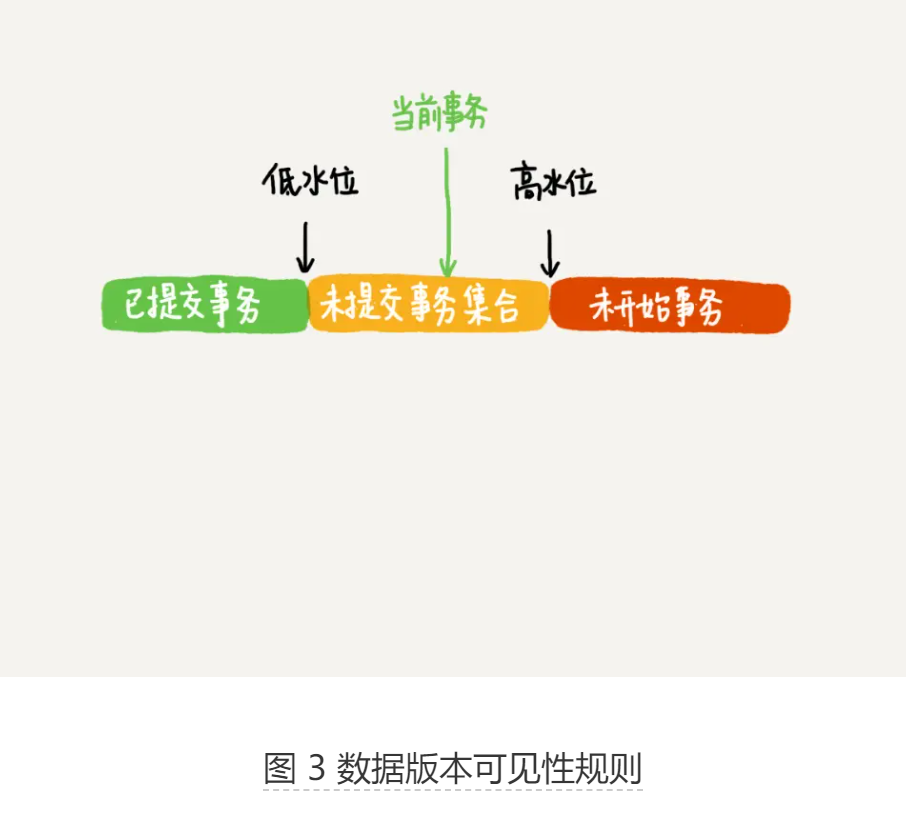 当前事务
低水位
高水位
已提交事务
未提交事务集合
未开始事务
图 3 数据版本可见性规则